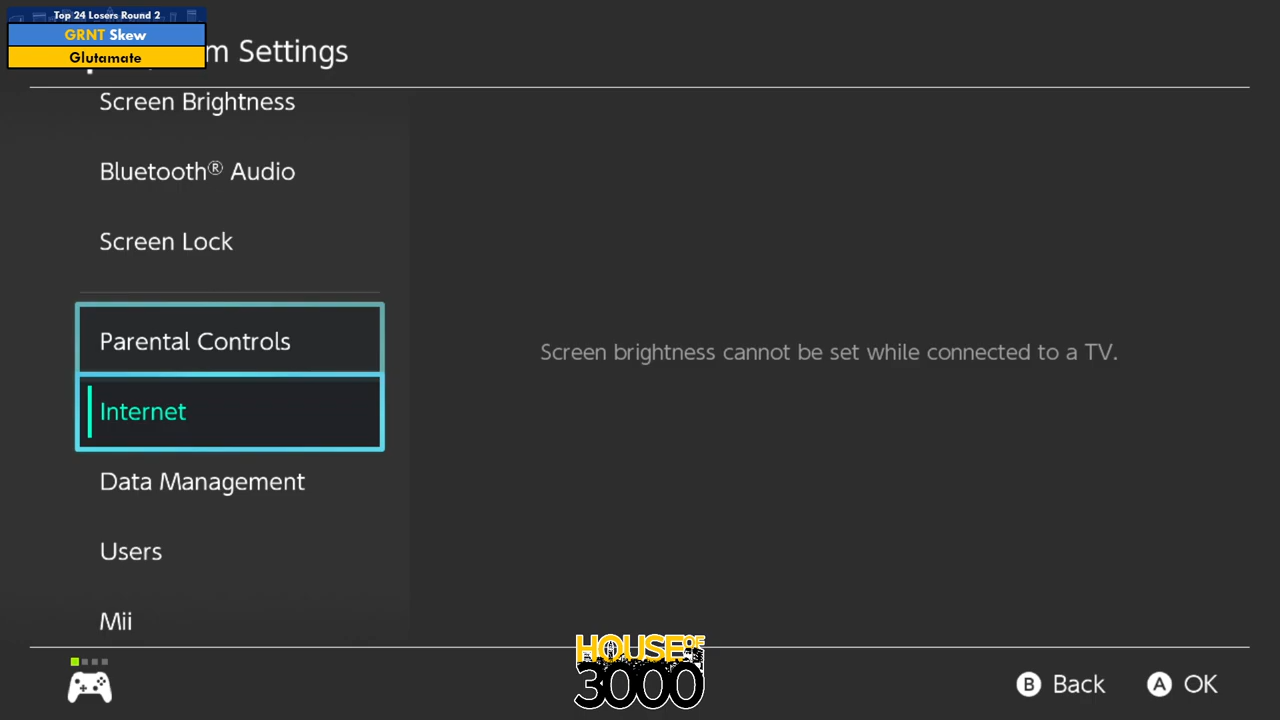 Top 24 Losers Round 2
GRNT Skew
Glutamate
m Settings
Screen Brightness
Bluetooth® Audio
Screen Lock
Parental Controls
Internet
Data Management
Users
Mii
Screen brightness cannot be set while connected to a TV.
HOUSE OF
3000
B Back
A OK